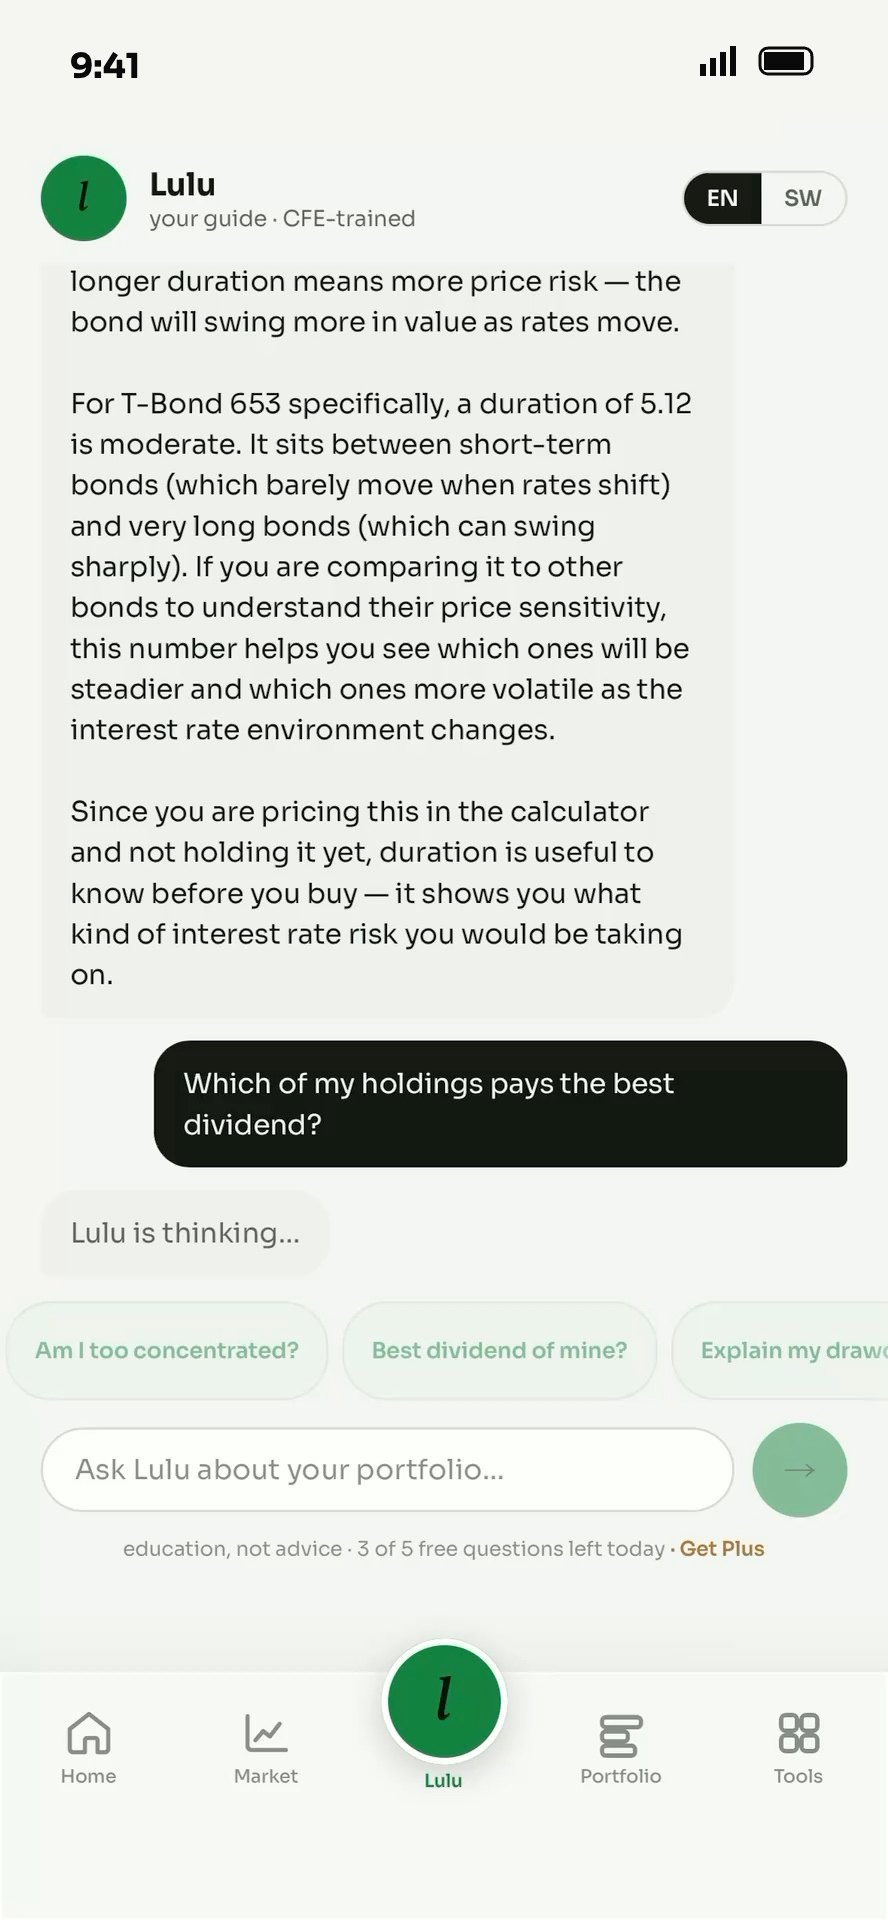 9:41
l
Lulu
your guide · CFE-trained
EN
SW
longer duration means more price risk — the
bond will swing more in value as rates move.
For T-Bond 653 specifically, a duration of 5.12
is moderate. It sits between short-term
bonds (which barely move when rates shift)
and very long bonds (which can swing
sharply). If you are comparing it to other
bonds to understand their price sensitivity,
this number helps you see which ones will be
steadier and which ones more volatile as the
interest rate environment changes.
Since you are pricing this in the calculator
and not holding it yet, duration is useful to
know before you buy — it shows you what
kind of interest rate risk you would be taking
on.
Which of my holdings pays the best
dividend?
Lulu is thinking...
Am I too concentrated?
Best dividend of mine?
Explain my
Ask Lulu about your portfolio...
→
education, not advice · 3 of 5 free questions left today · Get Plus
l
Home
Market
Lulu
Portfolio
Tools